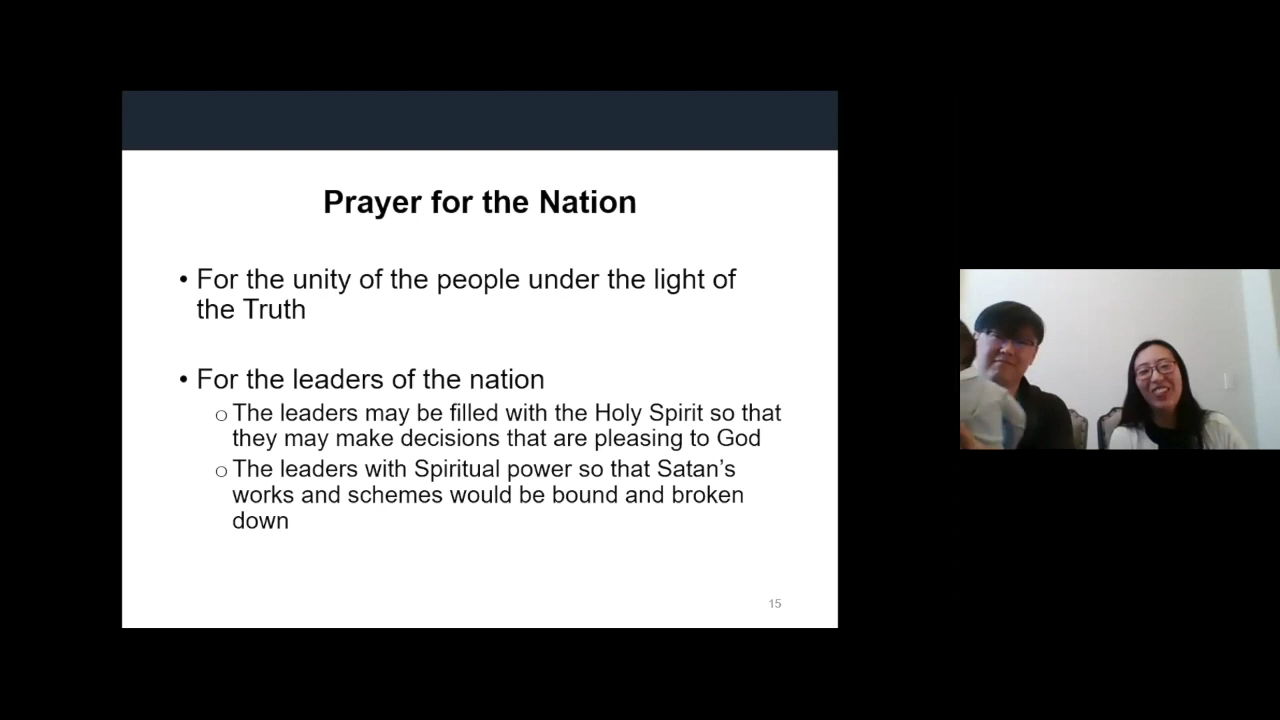 Prayer for the Nation
• For the unity of the people under the light of
the Truth
• For the leaders of the nation
○ The leaders may be filled with the Holy Spirit so that
they may make decisions that are pleasing to God
○ The leaders with Spiritual power so that Satan’s
works and schemes would be bound and broken
down
15